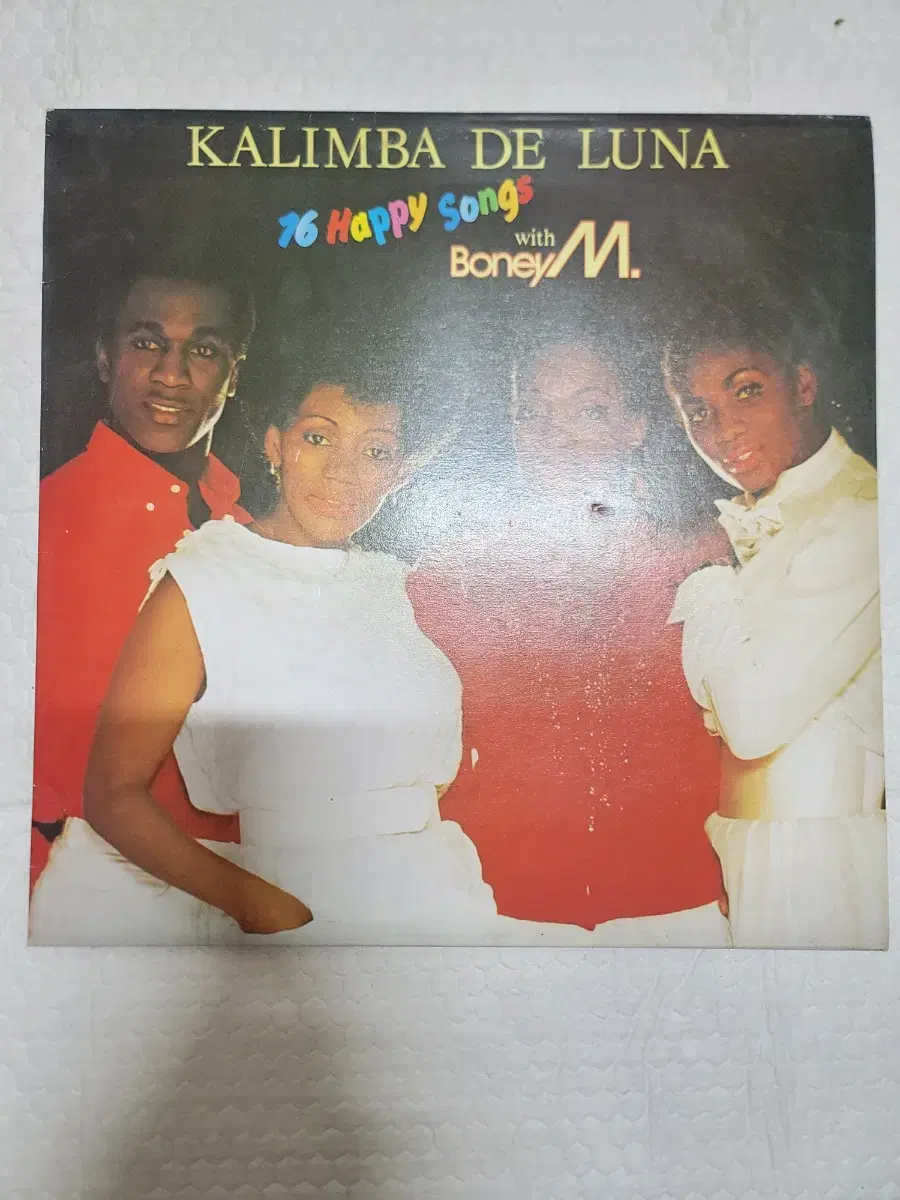 KALIMBA DE LUNA
16 Happy Songs
with
Boney M.